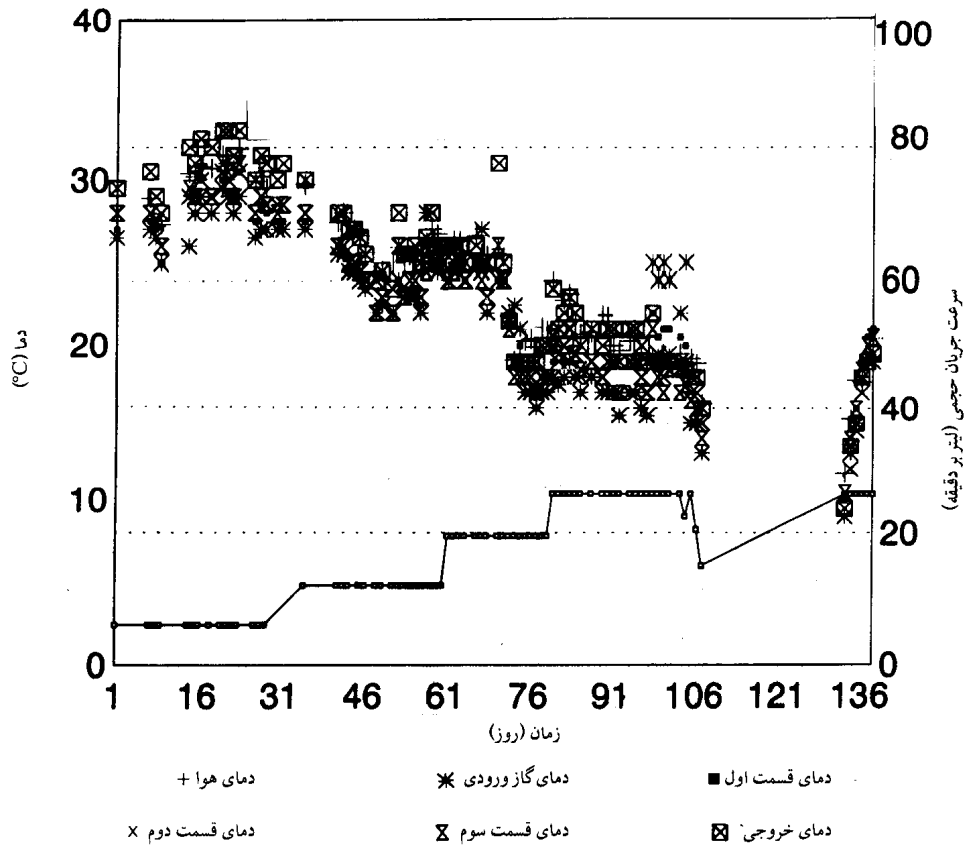 40
100
80
30
60
20
40
10
20
0
0
دما (°C)
سرعت جریان حجمی (لیتر بر دقیقه)
1 16 31 46 61 76 91 106 121 136
زمان (روز)
دمای قسمت اول دمای گاز ورودی دمای هوا
دمای خروجی دمای قسمت سوم دمای قسمت دوم